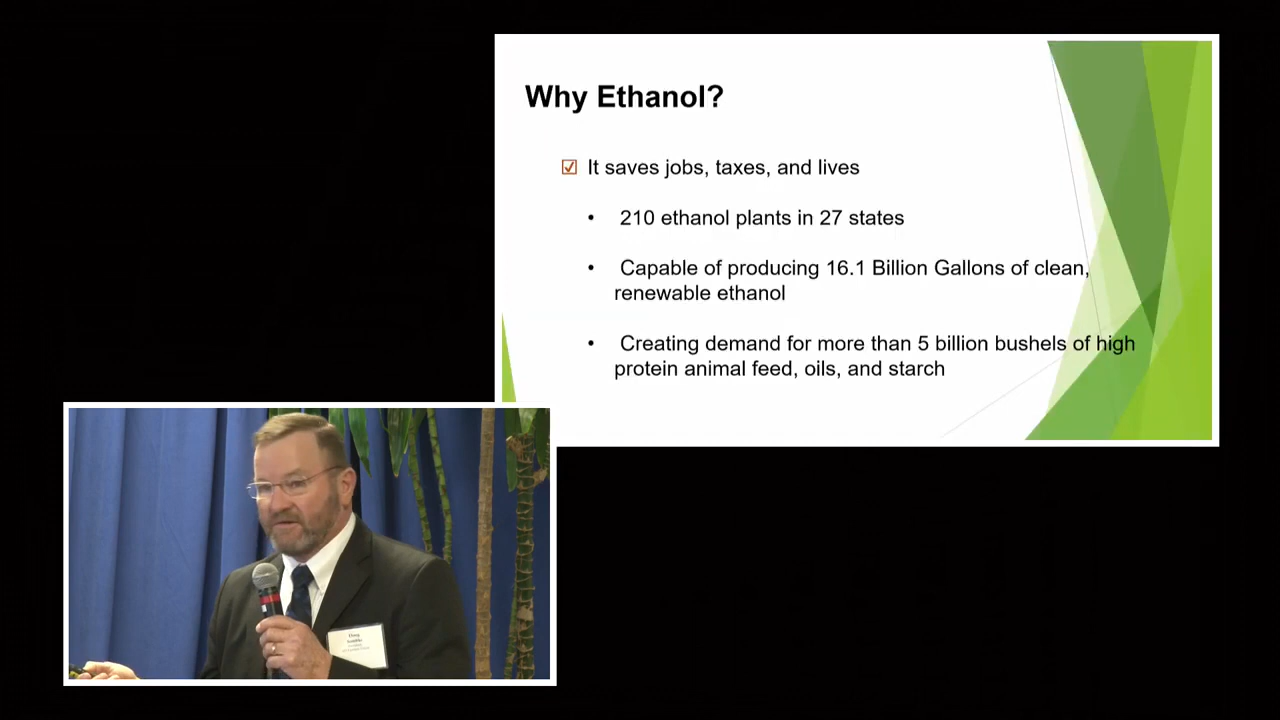 Why Ethanol?
It saves jobs, taxes, and lives
• 210 ethanol plants in 27 states
• Capable of producing 16.1 Billion Gallons of clean,
renewable ethanol
• Creating demand for more than 5 billion bushels of high
protein animal feed, oils, and starch
Doug